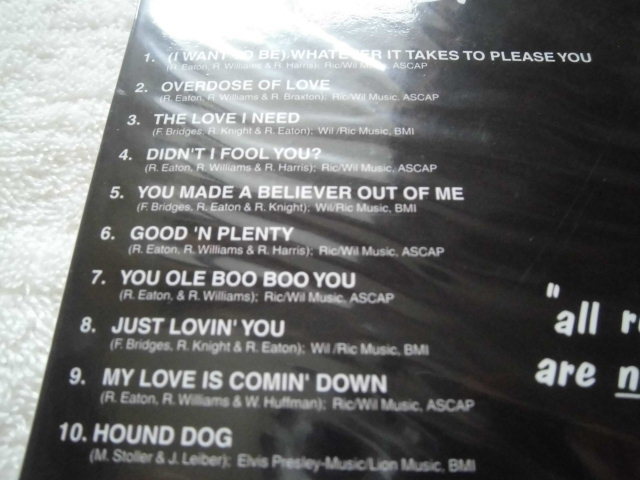 1. (I WANT TO BE) WHATEVER IT TAKES TO PLEASE YOU
(R. Eaton, R. Williams & R. Harris); Ric/Wil Music, ASCAP
2. OVERDOSE OF LOVE
(R. Eaton, R. Williams & R. Braxton); Ric/Wil Music, ASCAP
3. THE LOVE I NEED
(F. Bridges, R. Knight & R. Eaton); Wil /Ric Music, BMI
4. DIDN'T I FOOL YOU?
(R. Eaton, R. Williams & R. Harris); Ric/Wil Music, ASCAP
5. YOU MADE A BELIEVER OUT OF ME
(F. Bridges, R. Eaton & R. Knight); Wil/Ric Music, BMI
6. GOOD 'N PLENTY
(R. Eaton, R. Williams & R. Harris); Ric/Wil Music, ASCAP
7. YOU OLE BOO BOO YOU
(R. Eaton, & R. Williams); Ric/Wil Music, ASCAP
8. JUST LOVIN' YOU
(F. Bridges, R. Knight & R. Eaton); Wil /Ric Music, BMI
9. MY LOVE IS COMIN' DOWN
(R. Eaton, R. Williams & W. Huffman); Ric/Wil Music, ASCAP
10. HOUND DOG
(M. Stoller & J. Leiber); Elvis Presley-Music/Lion Music, BMI
"all
are